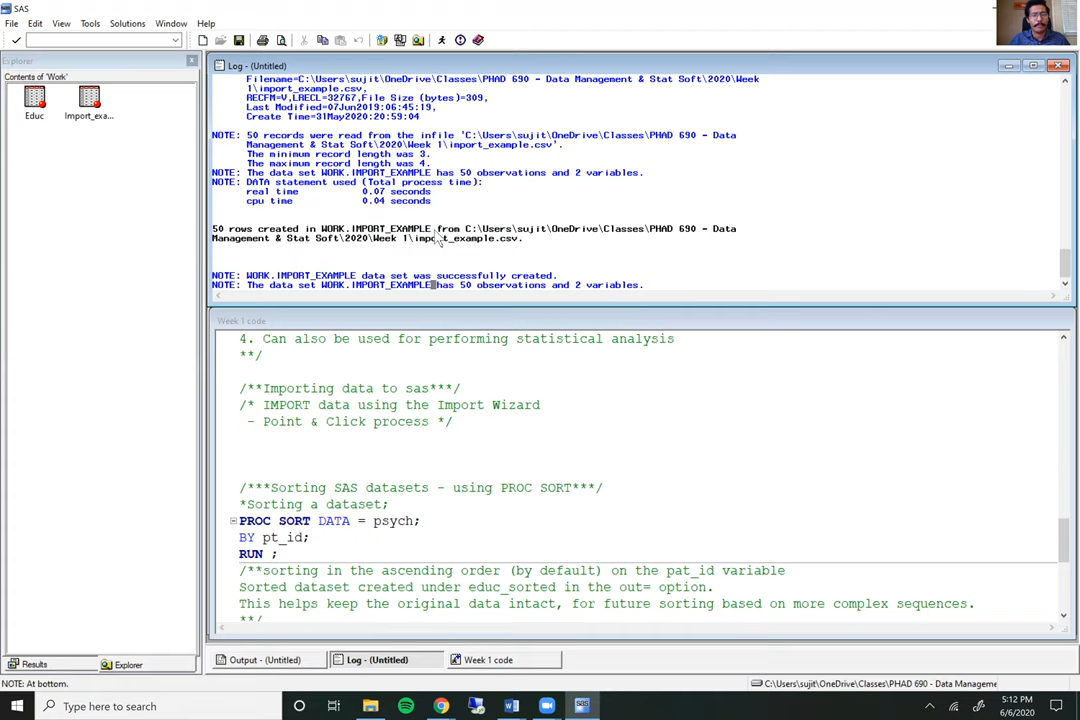 SAS
File Edit View Tools Solutions Window Help
Explorer
Contents of 'Work'
Educ
Import_exa...
Log - (Untitled)
Filename=C:\Users\sujit\OneDrive\Classes\PHAD 690 - Data Management & Stat Soft\2020\Week
1\import_example.csv,
RECFM=V,LRECL=32767,File Size (bytes)=309,
Last Modified=07Jun2019:06:45:19,
Create Time=31May2020:20:59:04
NOTE: 50 records were read from the infile 'C:\Users\sujit\OneDrive\Classes\PHAD 690 - Data
Management & Stat Soft\2020\Week 1\import_example.csv'.
The minimum record length was 3.
The maximum record length was 4.
NOTE: The data set WORK.IMPORT_EXAMPLE has 50 observations and 2 variables.
NOTE: DATA statement used (Total process time):
real time 0.07 seconds
cpu time 0.04 seconds
50 rows created in WORK.IMPORT_EXAMPLE from C:\Users\sujit\OneDrive\Classes\PHAD 690 - Data
Management & Stat Soft\2020\Week 1\import_example.csv.
NOTE: WORK.IMPORT_EXAMPLE data set was successfully created.
NOTE: The data set WORK.IMPORT_EXAMPLE has 50 observations and 2 variables.
Week 1 code
4. Can also be used for performing statistical analysis
**/
/**Importing data to sas***/
/* IMPORT data using the Import Wizard
- Point & Click process */
/***Sorting SAS datasets - using PROC SORT***/
*Sorting a dataset;
PROC SORT DATA = psych;
BY pt_id;
RUN ;
/**sorting in the ascending order (by default) on the pat_id variable
Sorted dataset created under educ_sorted in the out= option.
This helps keep the original data intact, for future sorting based on more complex sequences.
**/
Results
Explorer
Output - (Untitled)
Log - (Untitled)
Week 1 code
NOTE: At bottom.
C:\Users\sujit\OneDrive\Classes\PHAD 690 - Data Manageme
Type here to search
5:12 PM
6/6/2020